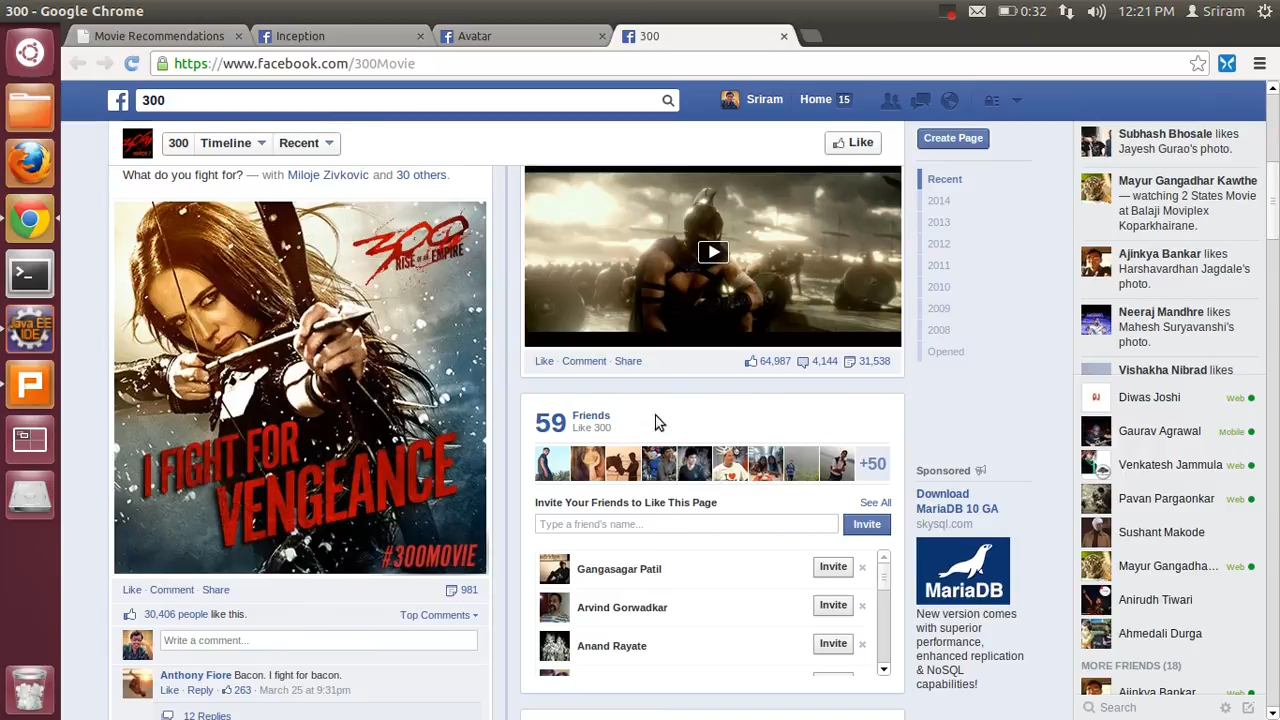 300 - Google Chrome
0:32
12:21 PM
Sriram
Movie Recommendations
Inception
Avatar
300
https://www.facebook.com/300Movie
300
Sriram
Home 15
300
Timeline
Recent
Like
What do you fight for? — with Miloje Zivkovic and 30 others.
300
RISE OF AN EMPIRE
I FIGHT FOR
VENGEANCE
#300MOVIE
Like · Comment · Share
981
30,406 people like this.
Top Comments
Write a comment...
Anthony Fiore Bacon. I fight for bacon.
Like · Reply · 263 · March 25 at 9:31pm
12 Replies
Like · Comment · Share
64,987
4,144
31,538
59
Friends
Like 300
+50
Invite Your Friends to Like This Page
See All
Type a friend's name...
Invite
Gangasagar Patil
Invite
Arvind Gorwadkar
Invite
Anand Rayate
Invite
Create Page
Recent
2014
2013
2012
2011
2010
2009
2008
Opened
Sponsored
Download
MariaDB 10 GA
skysql.com
MariaDB
New version comes
with superior
performance,
enhanced replication
& NoSQL
capabilities!
Subhash Bhosale likes
Jayesh Gurao's photo.
Mayur Gangadhar Kawthe
— watching 2 States Movie
at Balaji Moviplex
Kopharkhairane.
Ajinkya Bankar likes
Harshavardhan Jagdale's
photo.
Neeraj Mandhre likes
Mahesh Suryavanshi's
photo.
Vishakha Nibrad likes
Diwas Joshi
Web
Gaurav Agrawal
Mobile
Venkatesh Jammula
Web
Pavan Pargaonkar
Web
Sushant Makode
Mayur Gangadha...
Web
Anirudh Tiwari
Ahmedali Durga
MORE FRIENDS (18)
Ajinkya Bankar
Web
Search
Java EE
IDE